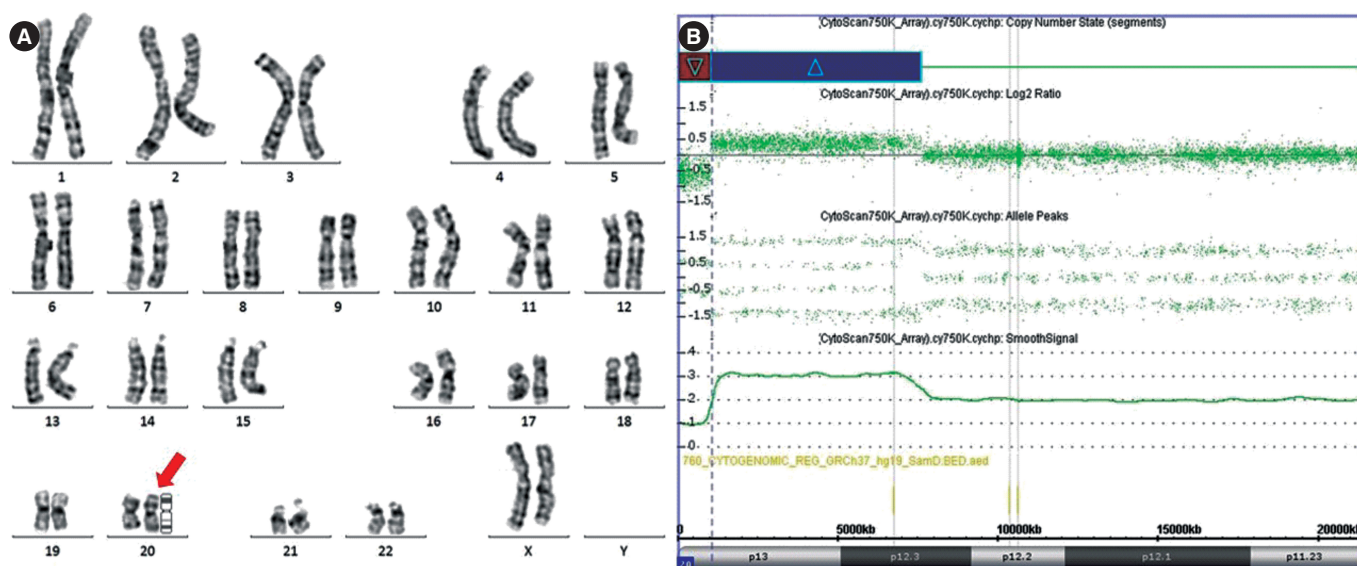 A
1 2 3 4 5
6 7 8 9 10 11 12
13 14 15 16 17 18
19 20 21 22 X Y
B
(CytoScan750K_Array).cy750K.cychp: Copy Number State (segments)
(CytoScan750K_Array).cy750K.cychp: Log2 Ratio
1.5
0.5
-0.5
-1.5
CytoScan750K_Array).cy750K.cychp: Allele Peaks
1.5
0.5
-0.5
-1.5
(CytoScan750K_Array).cy750K.cychp: SmoothSignal
4
3
2
1
0
760_CYTOGENOMIC_REG_GRCh37_hg19_SamD.BED.aed
0 50000kb 100000kb 150000kb 200000
p13 p12.3 p12.2 p12.1 p11.23